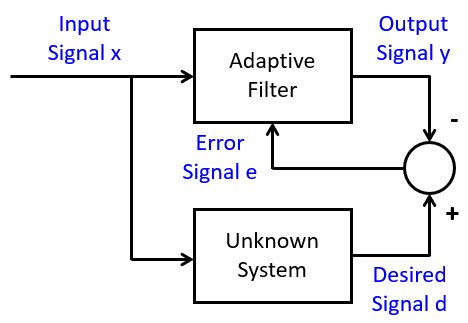 Input
Signal x
Adaptive
Filter
Output
Signal y
-
Error
Signal e
+
Unknown
System
Desired
Signal d